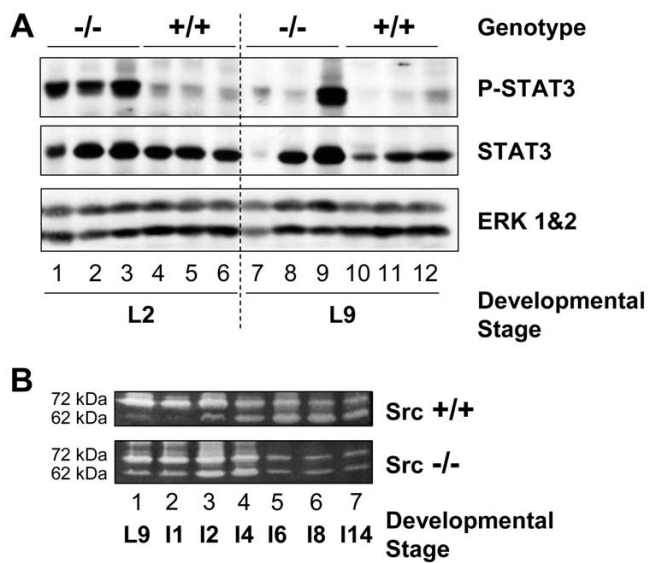 A -/- +/+ -/- +/+ Genotype
P-STAT3
STAT3
ERK 1&2
1 2 3 4 5 6 7 8 9 10 11 12
L2 L9 Developmental
Stage
B
72 kDa
62 kDa Src +/+
72 kDa
62 kDa Src -/-
1 2 3 4 5 6 7
L9 I1 I2 I4 I6 I8 I14 Developmental
Stage